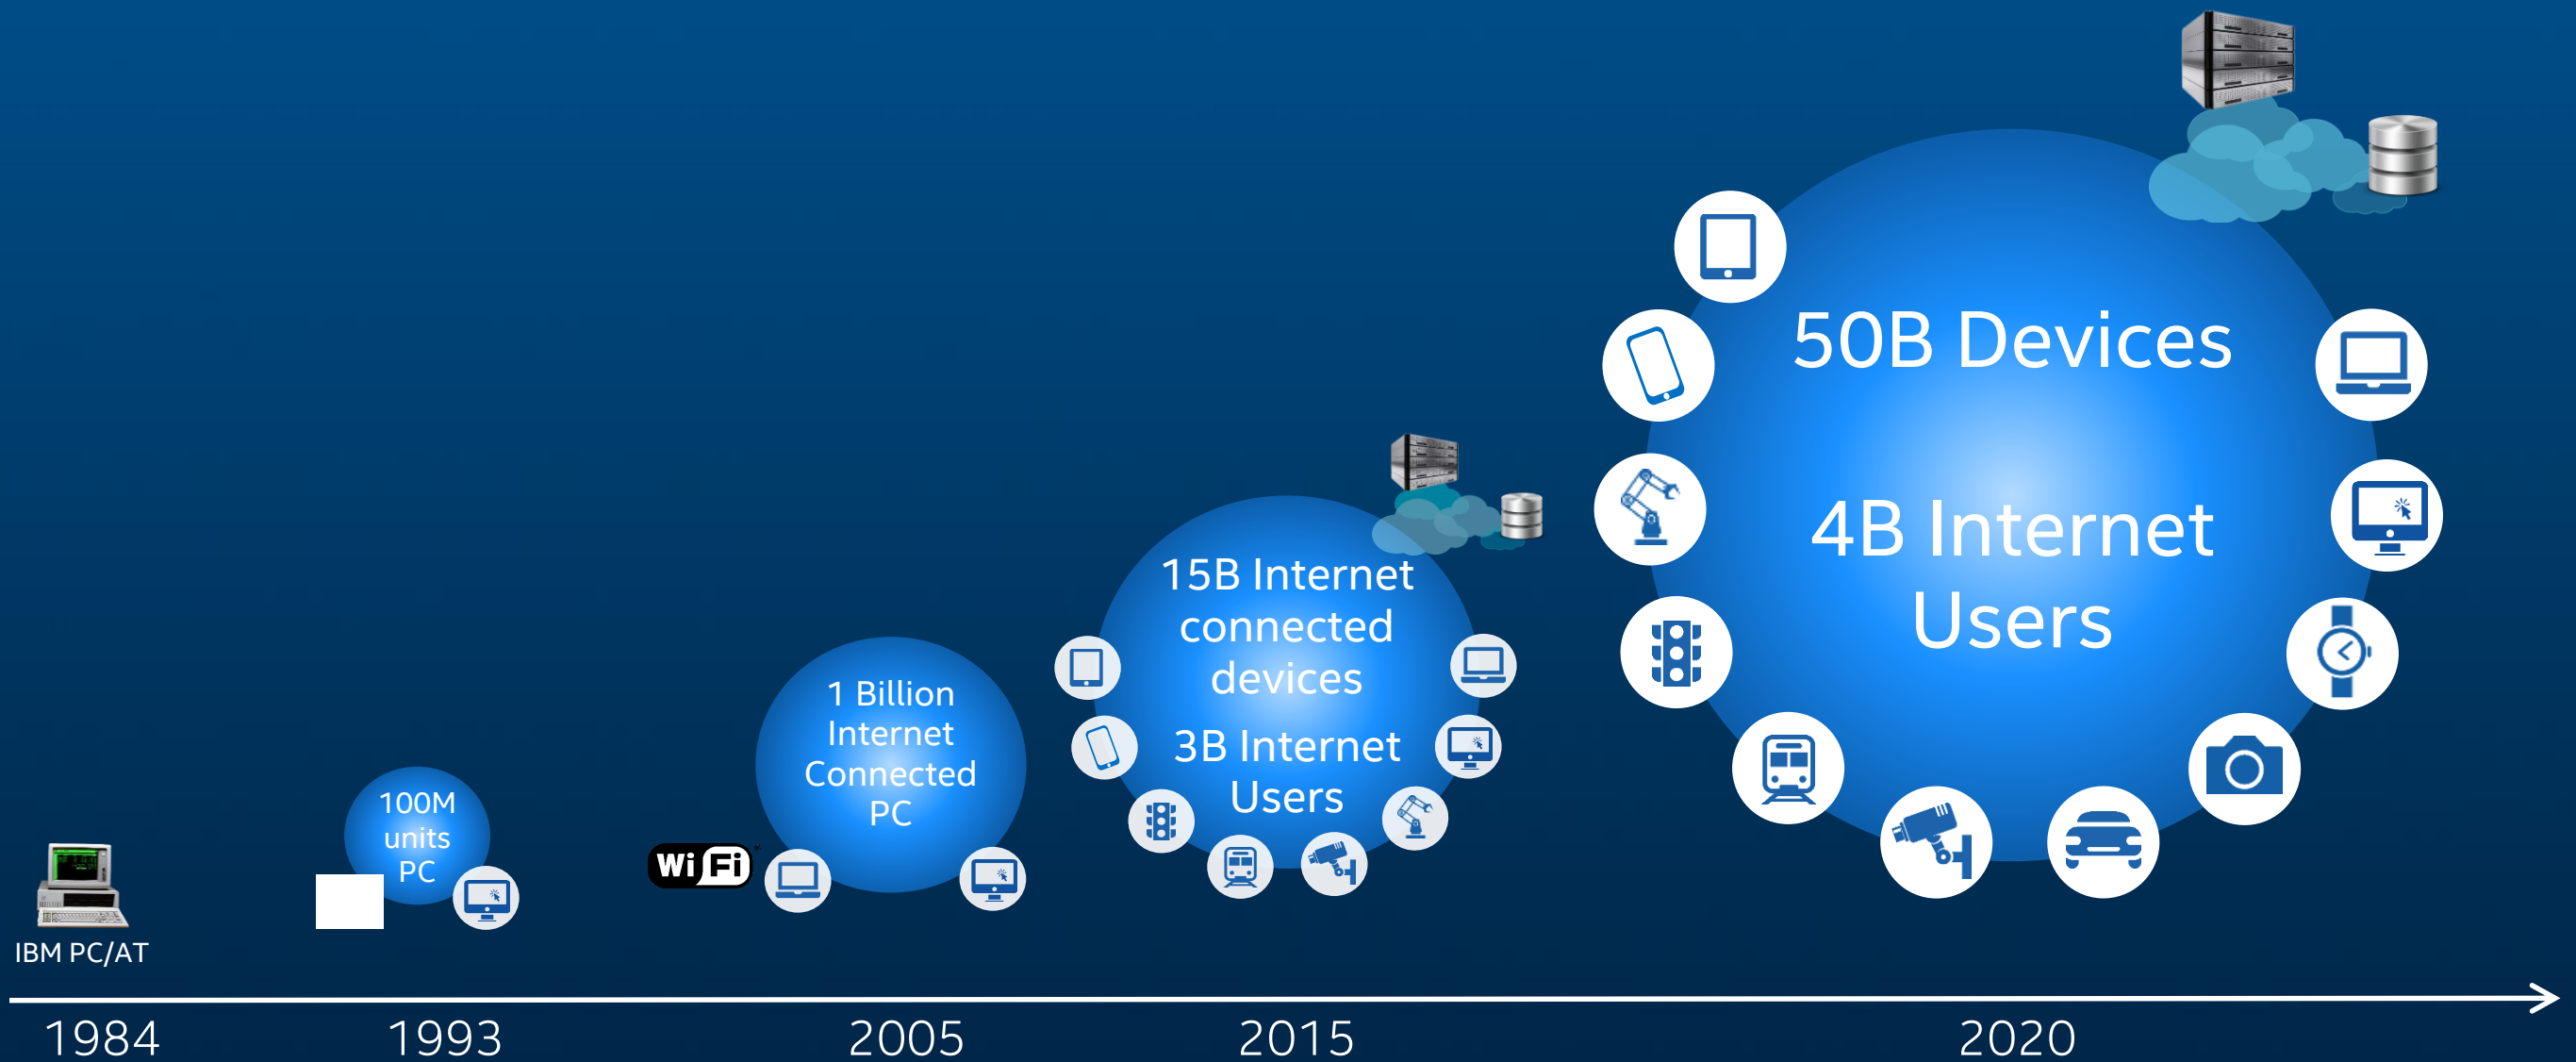 50B Devices
4B Internet
Users
15B Internet
connected
devices
3B Internet
Users
1 Billion
Internet
Connected
PC
100M
units
PC
Wi Fi
IBM PC/AT
1984
1993
2005
2015
2020